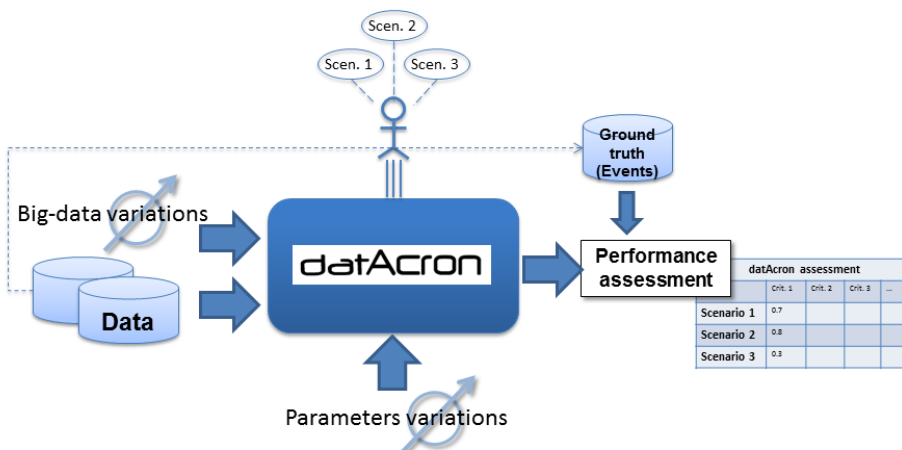 Scen. 2
Scen. 1
Scen. 3
Ground
truth
(Events)
Big-data variations
datAcron
Performance
assessment
Data
datAcron assessment
Crit. 1 Crit. 2 Crit. 3 ...
Scenario 1 0.7
Scenario 2 0.8
Scenario 3 0.3
Parameters variations